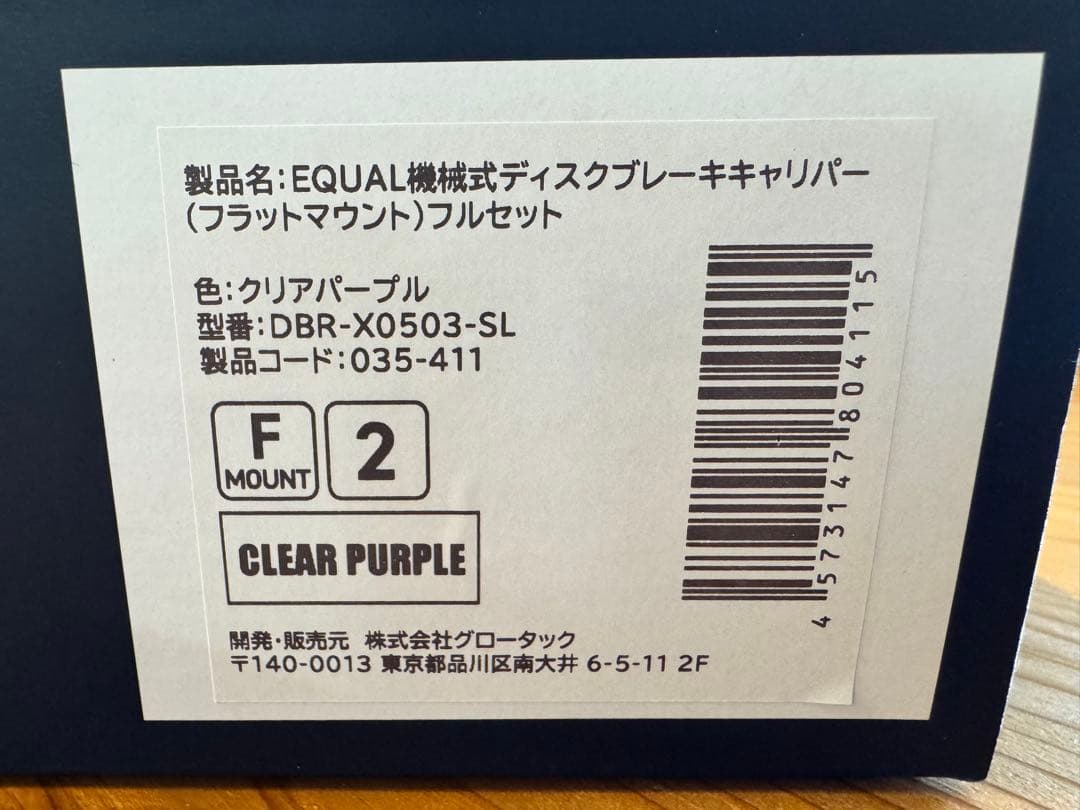 製品名:EQUAL機械式ディスクブレーキキャリパー
(フラットマウント)フルセット
色:クリアパープル
型番:DBR-X0503-SL
製品コード:035-411
F
MOUNT
2
CLEAR PURPLE
4573147804115
開発・販売元 株式会社グロータック
〒140-0013 東京都品川区南大井 6-5-11 2F